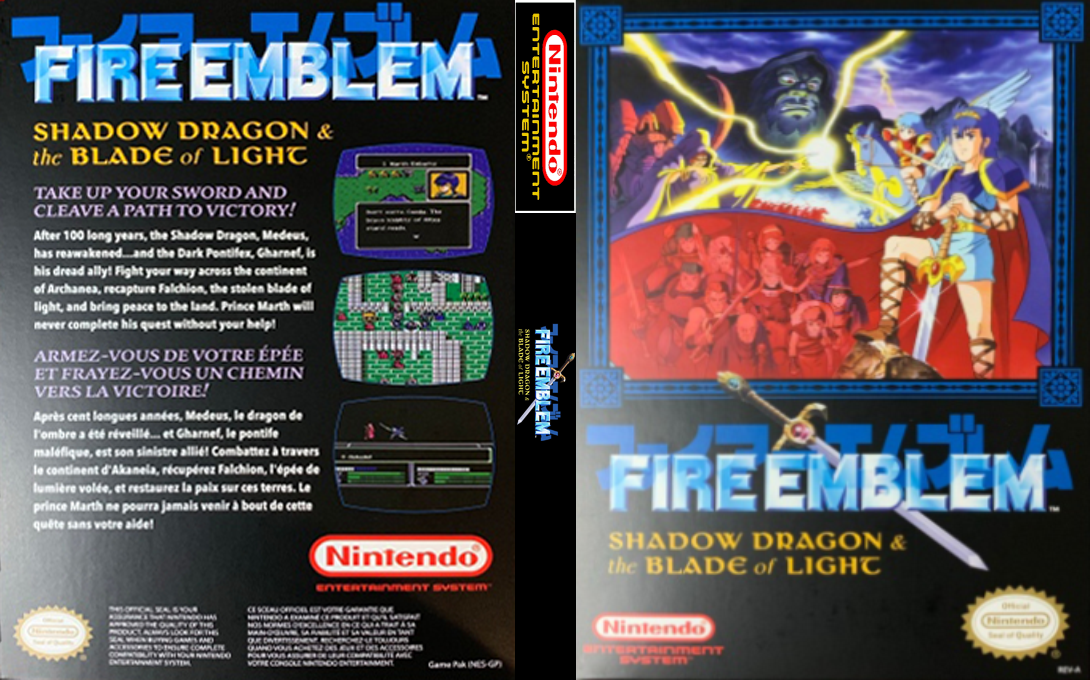 ファイアーエムブレム
FIRE EMBLEM™
SHADOW DRAGON &
the BLADE of LIGHT
TAKE UP YOUR SWORD AND
CLEAVE A PATH TO VICTORY!
After 100 long years, the Shadow Dragon, Medeus,
has reawakened...and the Dark Pontifex, Gharnef, is
his dread ally! Fight your way across the continent
of Archanea, recapture Falchion, the stolen blade of
light, and bring peace to the land. Prince Marth will
never complete his quest without your help!
ARMEZ-VOUS DE VOTRE ÉPÉE
ET FRAYEZ-VOUS UN CHEMIN
VERS LA VICTOIRE!
Après cent longues années, Medeus, le dragon de
l'ombre a été réveillé... et Gharnef, le pontife
maléfique, est son sinistre allié! Combattez à travers
le continent d'Akaneia, récupérez Falchion, l'épée de
lumière volée, et restaurez la paix sur ces terres. Le
prince Marth ne pourra jamais venir à bout de cette
quête sans votre aide!
Nintendo®
ENTERTAINMENT SYSTEM™
Official
Nintendo
Seal of Quality
THIS OFFICIAL SEAL IS YOUR
ASSURANCE THAT NINTENDO HAS
APPROVED THE QUALITY OF THIS
PRODUCT. ALWAYS LOOK FOR THIS
SEAL WHEN BUYING GAMES AND
ACCESSORIES TO ENSURE COMPLETE
COMPATIBILITY WITH YOUR NINTENDO
ENTERTAINMENT SYSTEM.
CE SCEAU OFFICIEL EST VOTRE GARANTIE QUE
NINTENDO A EXAMINÉ CE PRODUIT ET QU'IL SATISFAIT
NOS NORMES D'EXCELLENCE EN CE QUI A TRAIT À SA
MAIN-D'ŒUVRE, SA FIABILITÉ ET SA VALEUR EN TANT
QUE DIVERTISSEMENT. RECHERCHEZ-LE TOUJOURS
QUAND VOUS ACHETEZ DES JEUX ET DES ACCESSOIRES
POUR VOUS ASSURER DE LEUR COMPATIBILITÉ AVEC
VOTRE CONSOLE NINTENDO ENTERTAINMENT.
Game Pak (NES-GP)
Nintendo®
ENTERTAINMENT
SYSTEM®
FIRE EMBLEM
SHADOW DRAGON &
the BLADE of LIGHT
ファイアーエムブレム
FIRE EMBLEM™
SHADOW DRAGON &
the BLADE of LIGHT
Nintendo®
ENTERTAINMENT
SYSTEM™
Official
Nintendo
Seal of Quality
REV-A